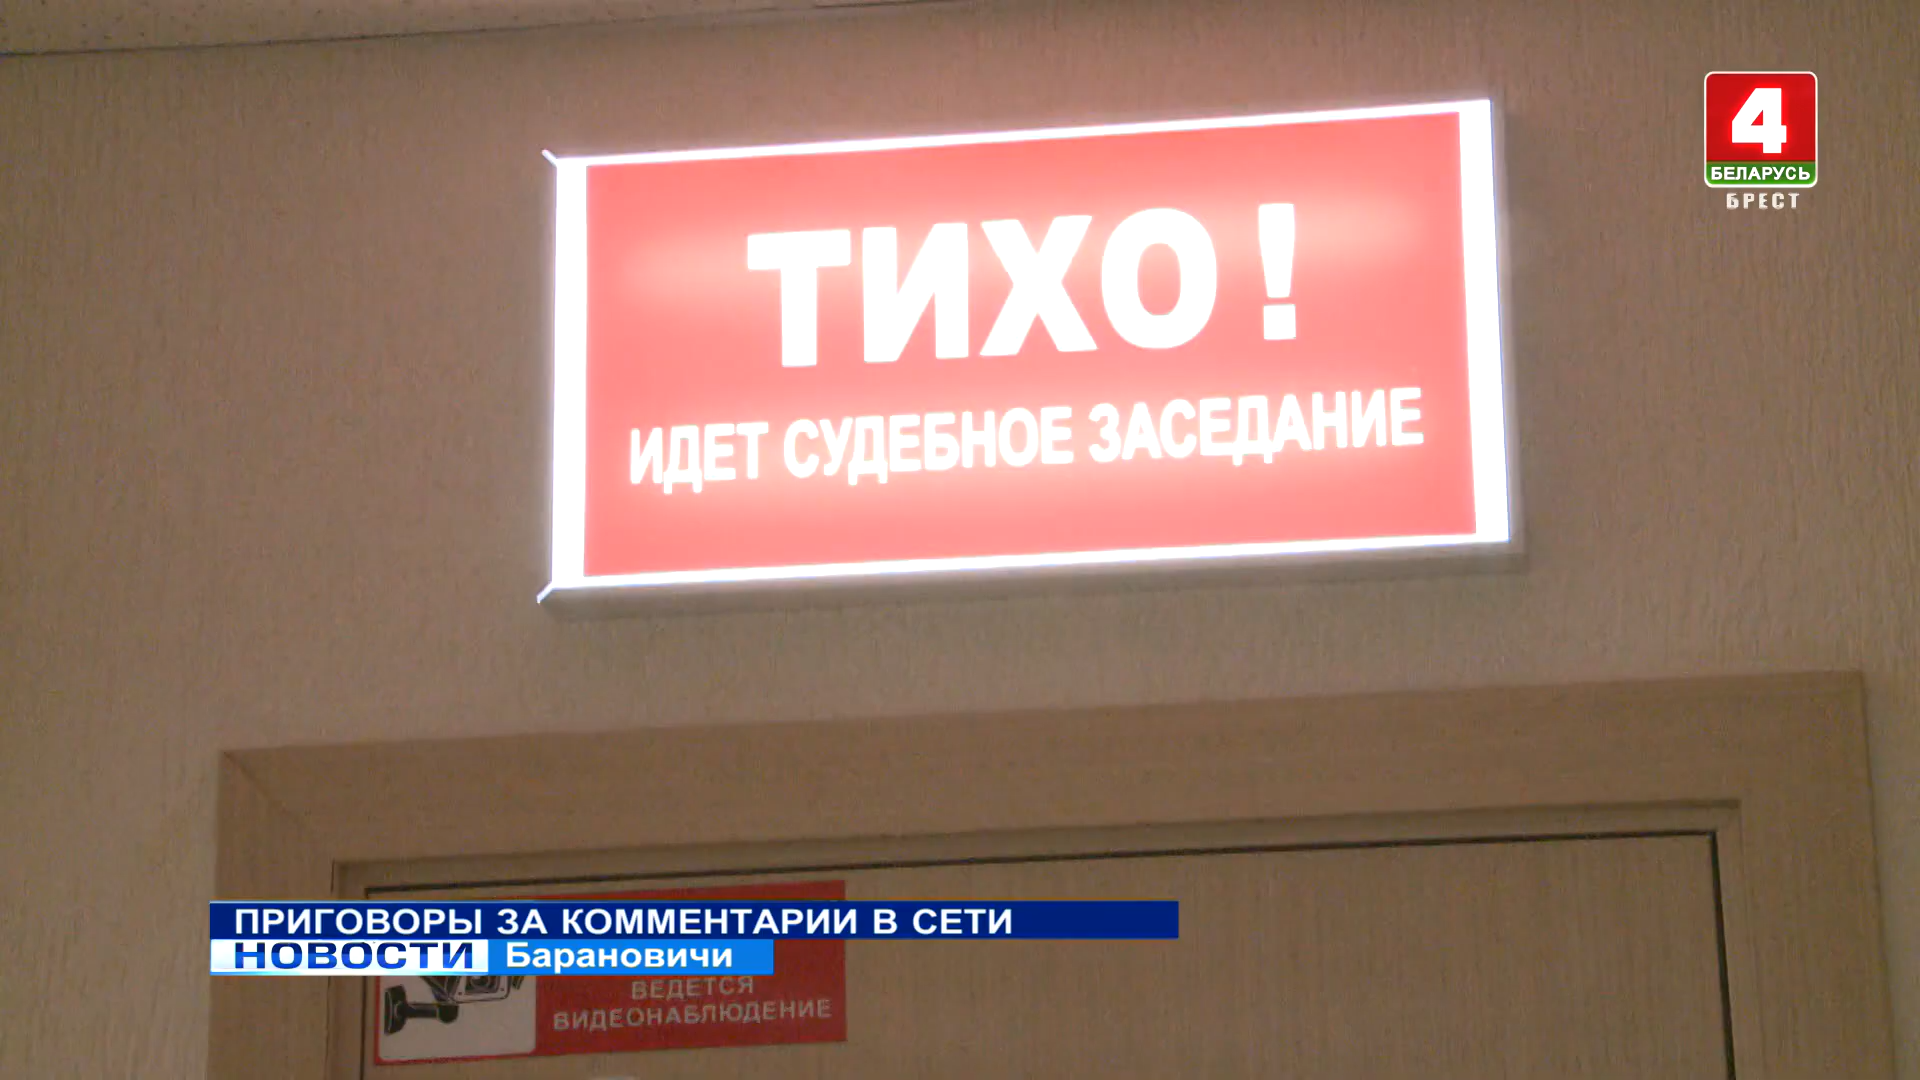 4
БЕЛАРУСЬ
БРЕСТ
ТИХО!
ИДЕТ СУДЕБНОЕ ЗАСЕДАНИЕ
ПРИГОВОРЫ ЗА КОММЕНТАРИИ В СЕТИ
НОВОСТИ Барановичи
ВЕДЕТСЯ
ВИДЕОНАБЛЮДЕНИЕ